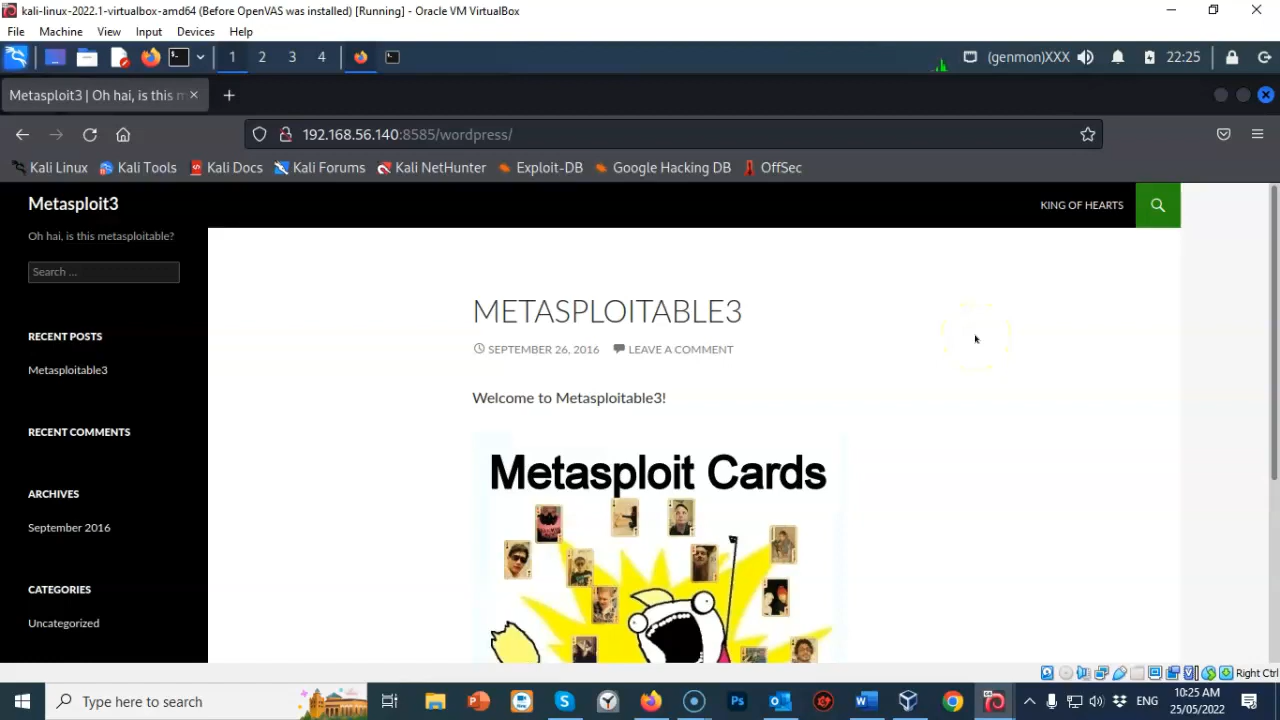 kali-linux-2022.1-virtualbox-amd64 (Before OpenVAS was installed) [Running] - Oracle VM VirtualBox
File Machine View Input Devices Help
1 2 3 4 (genmon)XXX 22:25
Metasploit3 | Oh hai, is this m
192.168.56.140:8585/wordpress/
Kali Linux Kali Tools Kali Docs Kali Forums Kali NetHunter Exploit-DB Google Hacking DB OffSec
Metasploit3
KING OF HEARTS
Oh hai, is this metasploitable?
Search ...
METASPLOITABLE3
RECENT POSTS
SEPTEMBER 26, 2016 LEAVE A COMMENT
Metasploitable3
Welcome to Metasploitable3!
RECENT COMMENTS
Metasploit Cards
ARCHIVES
September 2016
CATEGORIES
Uncategorized
Right Ctrl
Type here to search
ENG
10:25 AM
25/05/2022